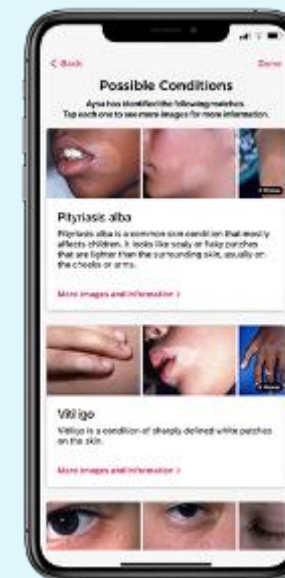 < Back
Done
Possible Conditions
Aysa has identified the following matches.
Tap each one to see more images for more information.
Pityriasis alba
Pityriasis alba is a common skin condition that mostly
affects children. It looks like scaly or flaky patches
that are lighter than the surrounding skin, usually on
the cheeks or arms.
More images and information >
Vitiligo
Vitiligo is a condition of sharply defined white patches
on the skin.
More images and information >